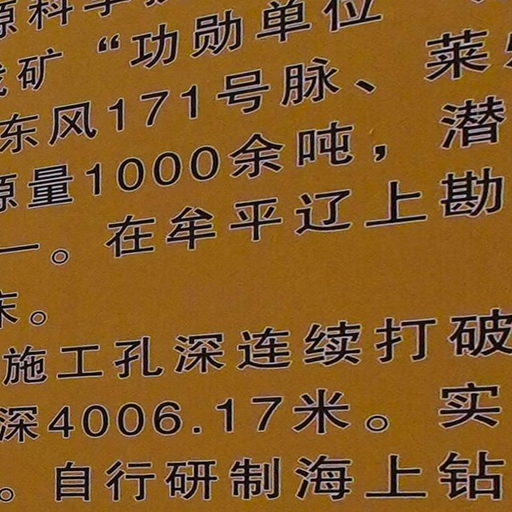 源科学
矿“功勋单位
东风171号脉、莱
源量1000余吨，潜
一。在牟平辽上勘
床。
施工孔深连续打破
深4006.17米。实
。自行研制海上钻